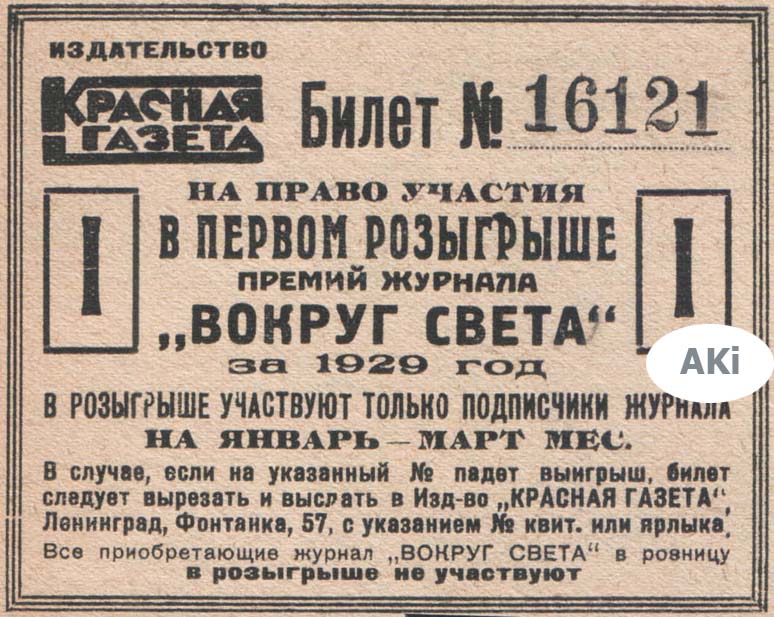 ИЗДАТЕЛЬСТВО
КРАСНАЯ
ГАЗЕТА
Билет № 16121
НА ПРАВО УЧАСТИЯ
I В ПЕРВОМ РОЗЫГРЫШЕ I
ПРЕМИЙ ЖУРНАЛА
„ВОКРУГ СВЕТА“
за 1929 год
AKi
В РОЗЫГРЫШЕ УЧАСТВУЮТ ТОЛЬКО ПОДПИСЧИКИ ЖУРНАЛА
НА ЯНВАРЬ — МАРТ МЕС.
В случае, если на указанный № падет выигрыш, билет
следует вырезать и выслать в Изд-во „КРАСНАЯ ГАЗЕТА“,
Ленинград, Фонтанка, 57, с указанием № квит. или ярлыка.
Все приобретающие журнал „ВОКРУГ СВЕТА“ в розницу
в розыгрыше не участвуют